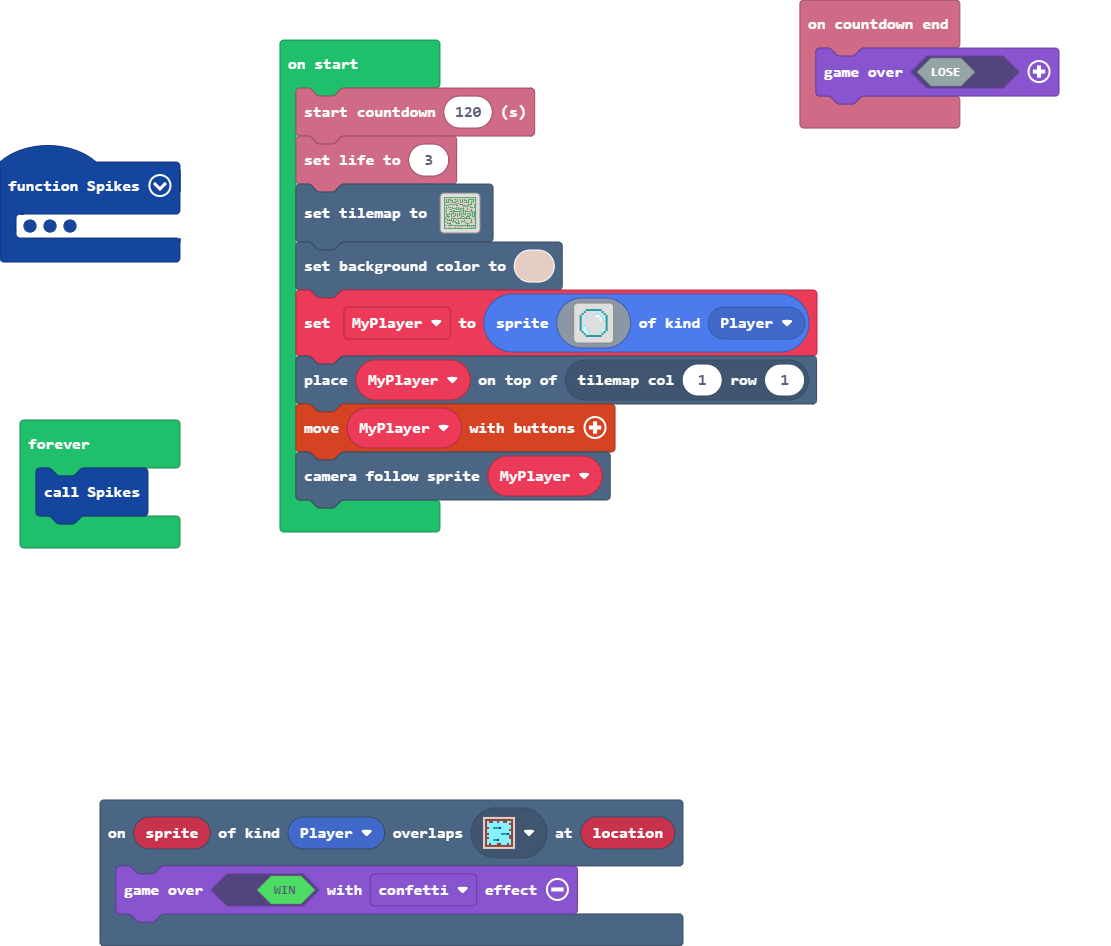 on countdown end
game over LOSE
on start
start countdown 120 (s)
set life to 3
set tilemap to
set background color to
set MyPlayer to sprite of kind Player
place MyPlayer on top of tilemap col 1 row 1
move MyPlayer with buttons
camera follow sprite MyPlayer
function Spikes
forever
call Spikes
on sprite of kind Player overlaps at location
game over WIN with confetti effect